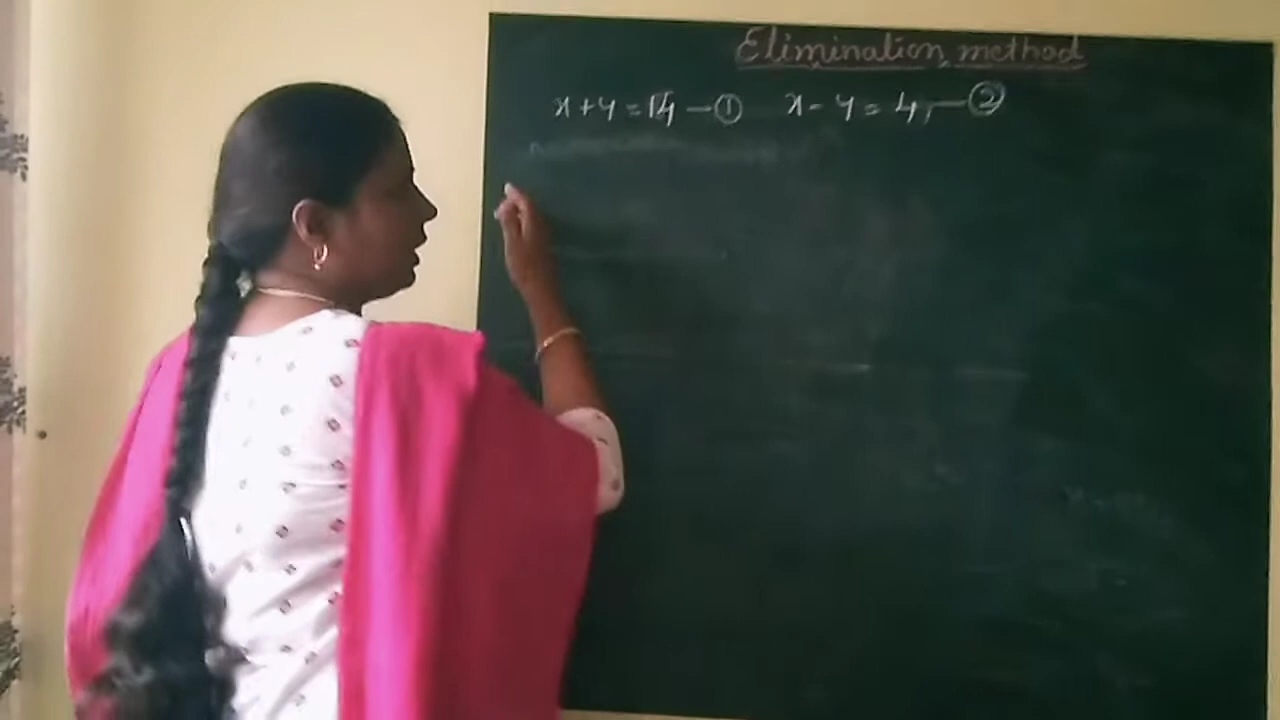 Elimination method
x + y = 14 — ① x - y = 4, — ②